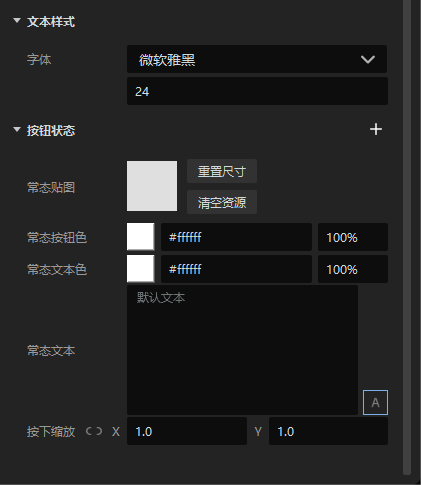 文本样式
字体 微软雅黑
24
按钮状态
常态贴图 重置尺寸
清空资源
常态按钮色 #ffffff 100%
常态文本色 #ffffff 100%
默认文本
常态文本
A
按下缩放 X 1.0 Y 1.0